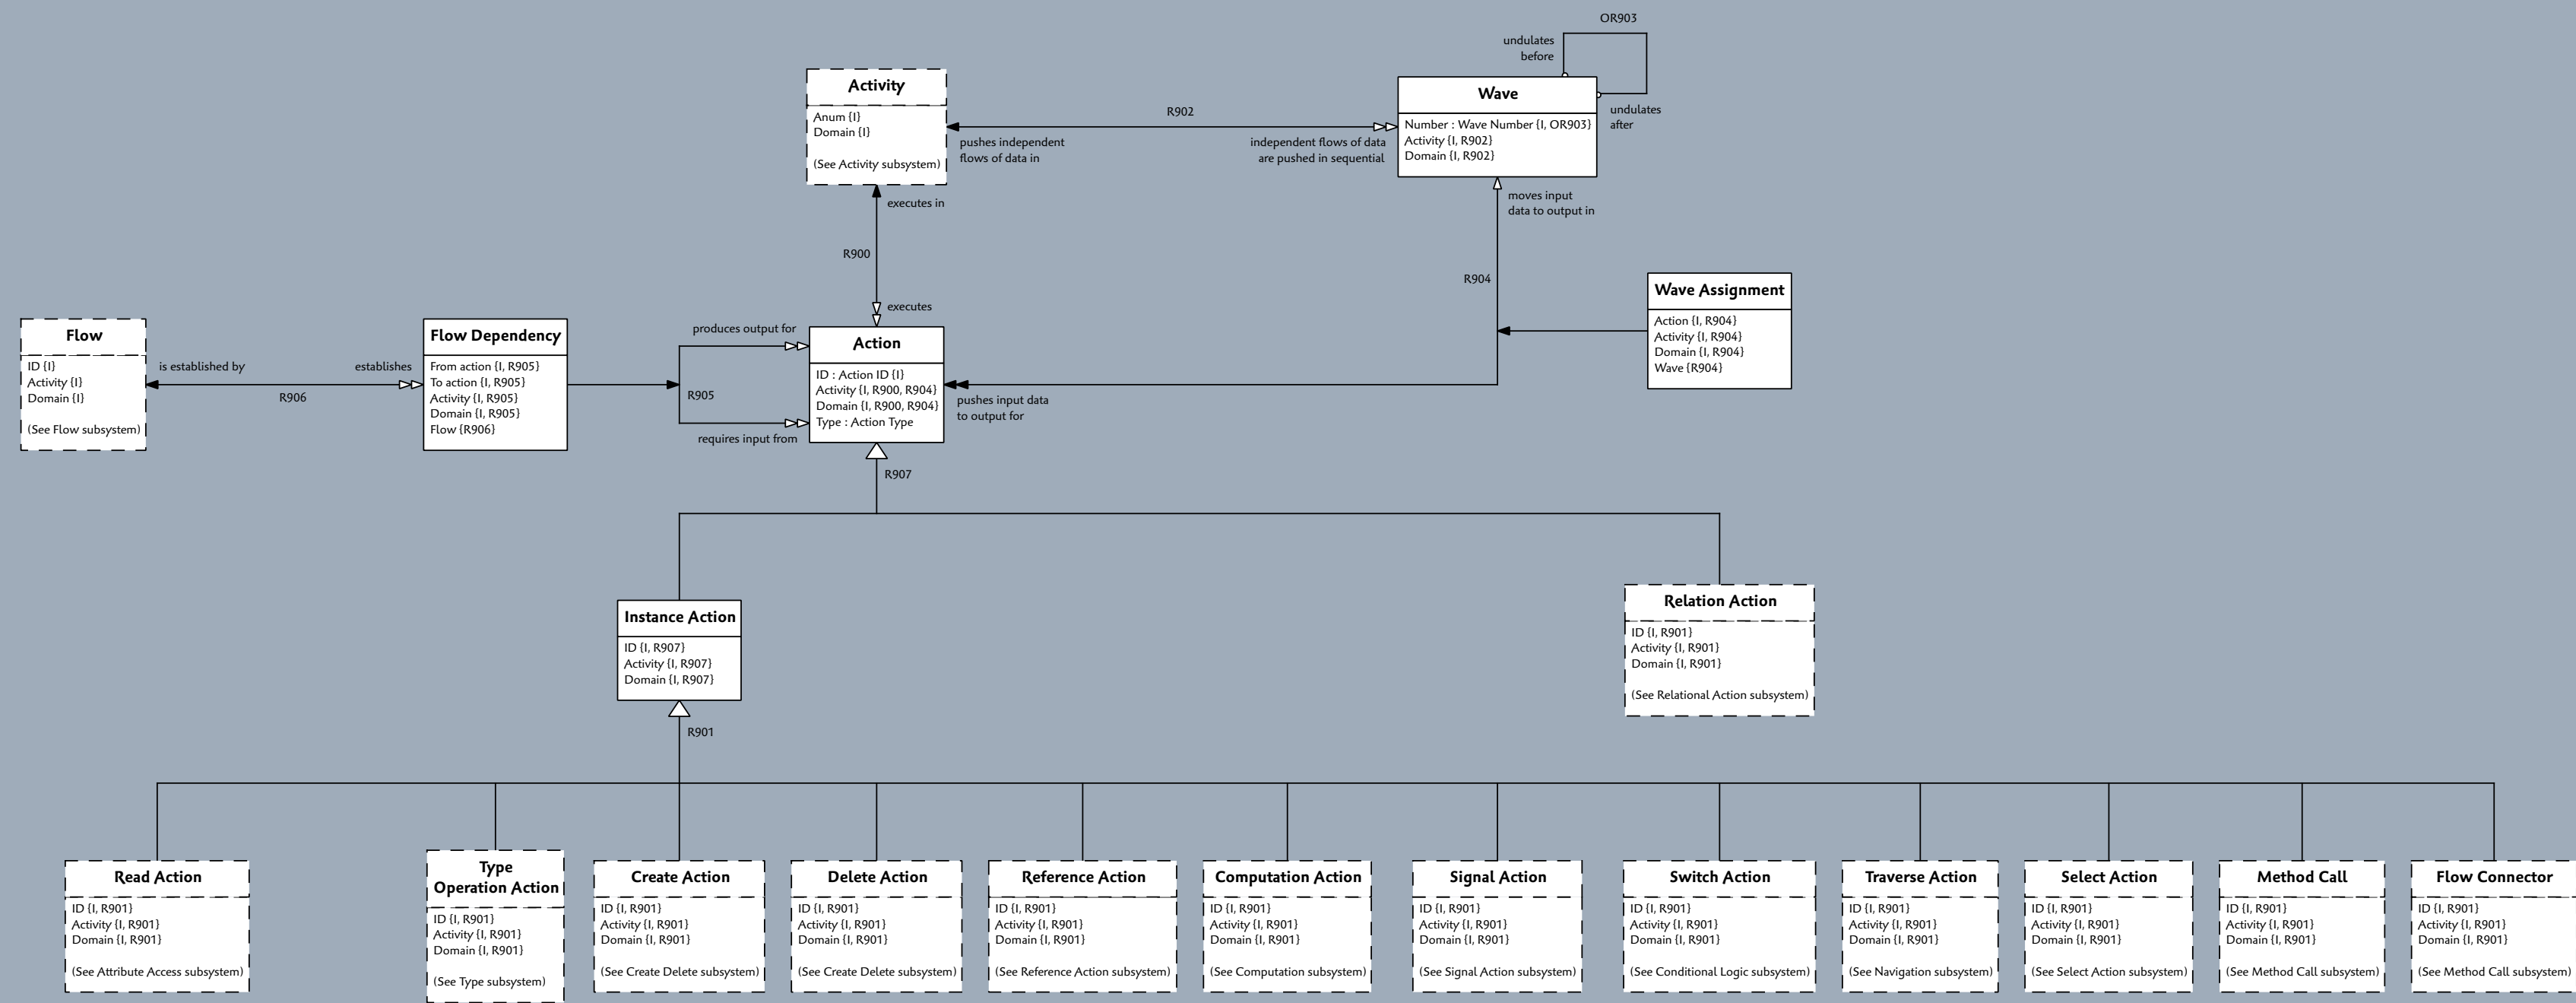 OR903
undulates
before
Wave
Number : Wave Number {I, OR903}
Activity {I, R902}
Domain {I, R902}
undulates
after
Activity
Anum {I}
Domain {I}
(See Activity subsystem)
R902
pushes independent
flows of data in
independent flows of data
are pushed in sequential
executes in
R900
executes
moves input
data to output in
R904
Wave Assignment
Action {I, R904}
Activity {I, R904}
Domain {I, R904}
Wave {R904}
Flow
ID {I}
Activity {I}
Domain {I}
(See Flow subsystem)
is established by
establishes
R906
Flow Dependency
From action {I, R905}
To action {I, R905}
Activity {I, R905}
Domain {I, R905}
Flow {R906}
produces output for
R905
requires input from
Action
ID : Action ID {I}
Activity {I, R900, R904}
Domain {I, R900, R904}
Type : Action Type
pushes input data
to output for
R907
Instance Action
ID {I, R907}
Activity {I, R907}
Domain {I, R907}
Relation Action
ID {I, R901}
Activity {I, R901}
Domain {I, R901}
(See Relational Action subsystem)
R901
Read Action
ID {I, R901}
Activity {I, R901}
Domain {I, R901}
(See Attribute Access subsystem)
Type
Operation Action
ID {I, R901}
Activity {I, R901}
Domain {I, R901}
(See Type subsystem)
Create Action
ID {I, R901}
Activity {I, R901}
Domain {I, R901}
(See Create Delete subsystem)
Delete Action
ID {I, R901}
Activity {I, R901}
Domain {I, R901}
(See Create Delete subsystem)
Reference Action
ID {I, R901}
Activity {I, R901}
Domain {I, R901}
(See Reference Action subsystem)
Computation Action
ID {I, R901}
Activity {I, R901}
Domain {I, R901}
(See Computation subsystem)
Signal Action
ID {I, R901}
Activity {I, R901}
Domain {I, R901}
(See Signal Action subsystem)
Switch Action
ID {I, R901}
Activity {I, R901}
Domain {I, R901}
(See Conditional Logic subsystem)
Traverse Action
ID {I, R901}
Activity {I, R901}
Domain {I, R901}
(See Navigation subsystem)
Select Action
ID {I, R901}
Activity {I, R901}
Domain {I, R901}
(See Select Action subsystem)
Method Call
ID {I, R901}
Activity {I, R901}
Domain {I, R901}
(See Method Call subsystem)
Flow Connector
ID {I, R901}
Activity {I, R901}
Domain {I, R901}
(See Method Call subsystem)